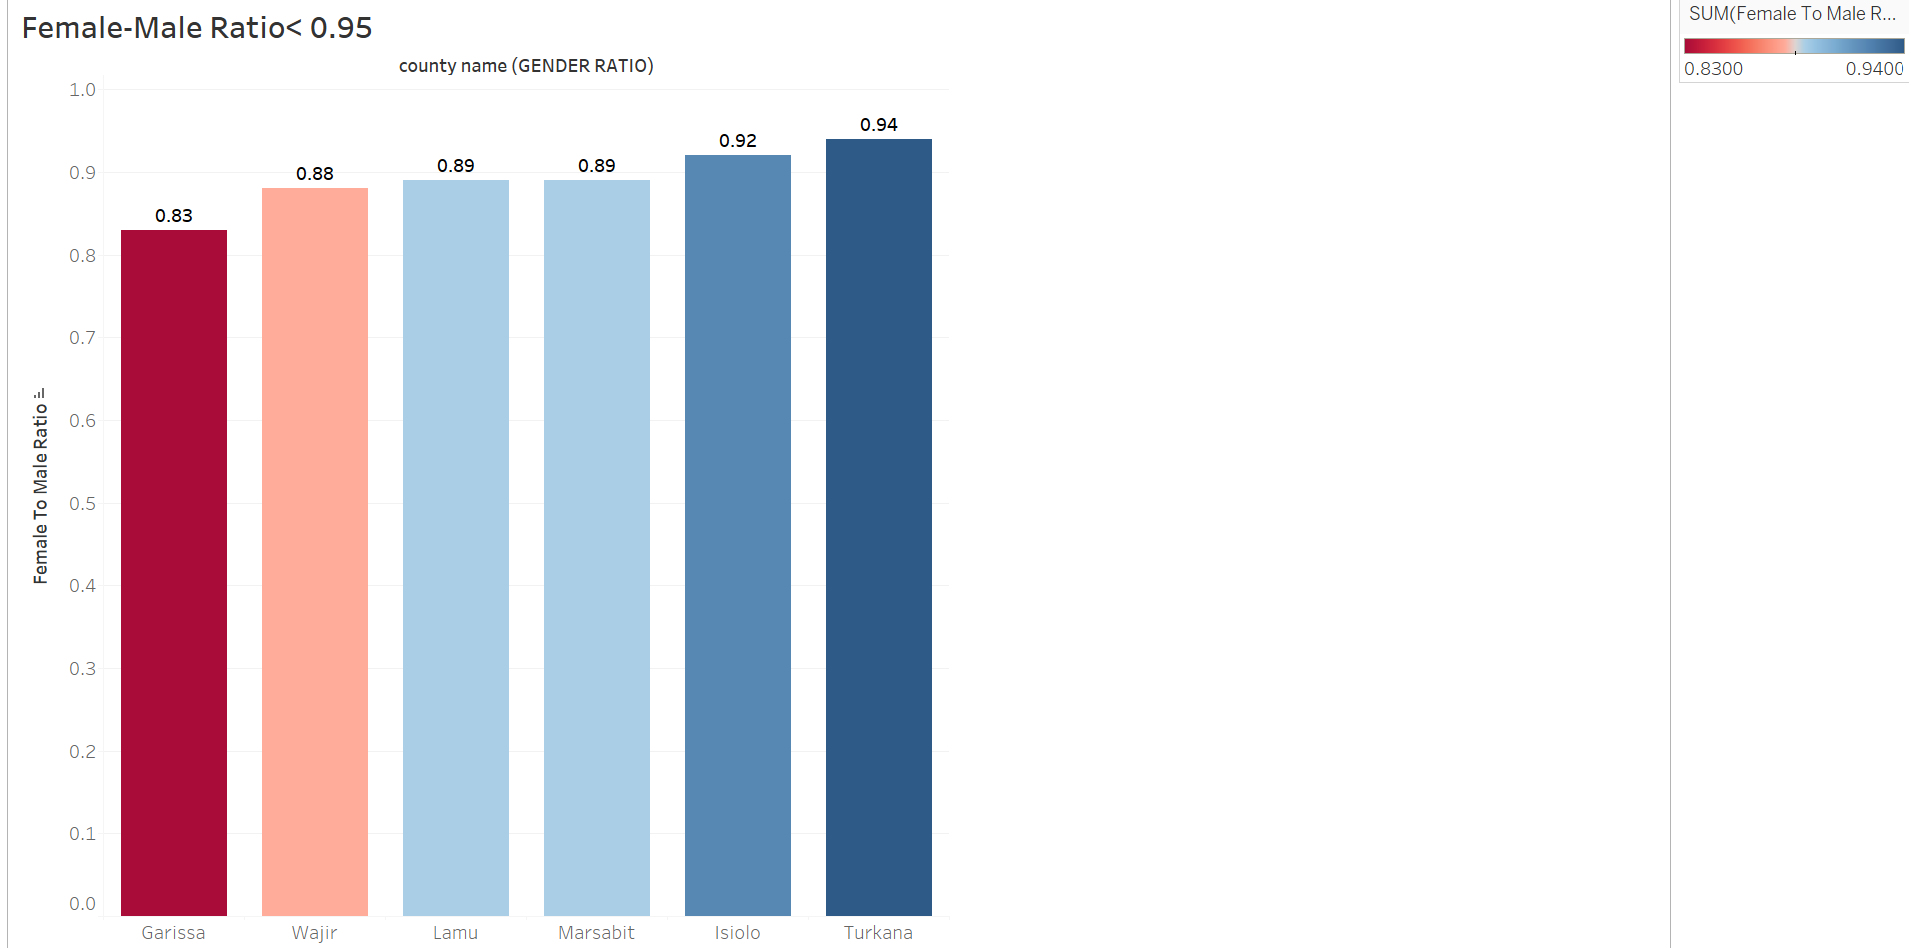 Female-Male Ratio< 0.95
county name (GENDER RATIO)
Female To Male Ratio
1.0
0.9
0.8
0.7
0.6
0.5
0.4
0.3
0.2
0.1
0.0
0.83
0.88
0.89
0.89
0.92
0.94
Garissa
Wajir
Lamu
Marsabit
Isiolo
Turkana
SUM(Female To Male R...
0.8300
0.9400